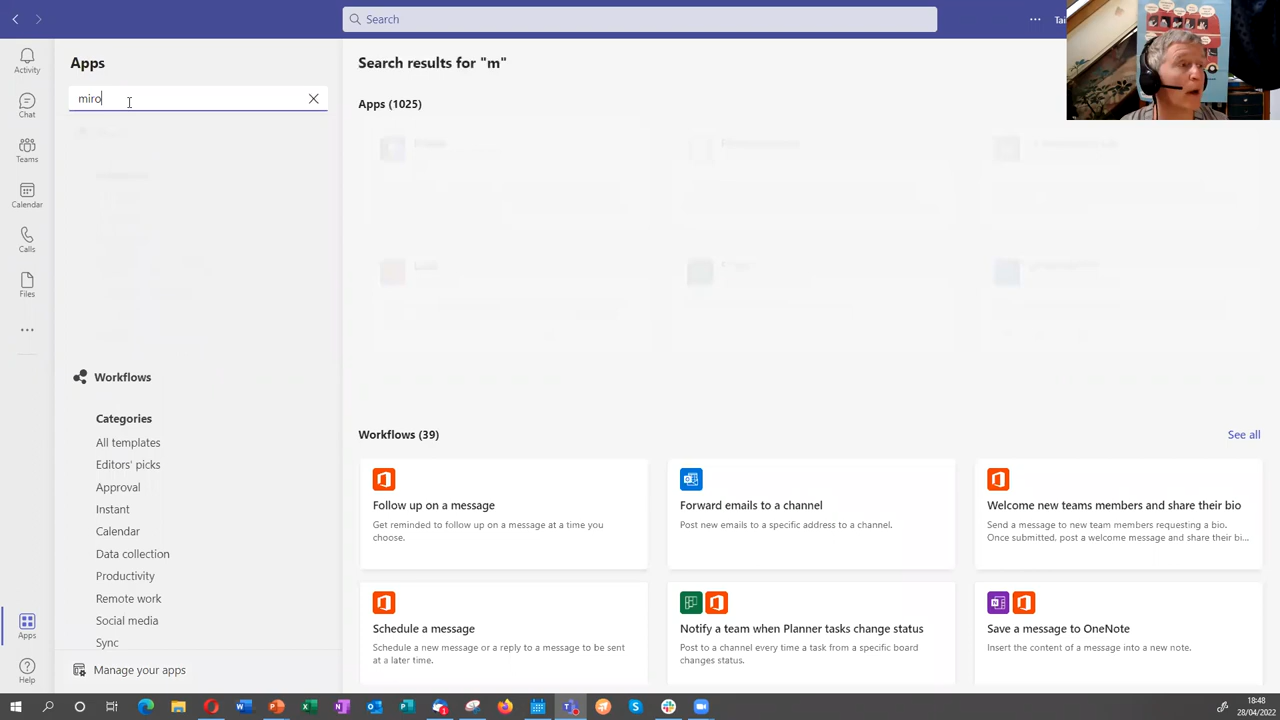 Search
Tai
Activity
Chat
Teams
Calendar
Calls
Files
Apps
Help
Apps
miro
Workflows
Categories
All templates
Editors' picks
Approval
Instant
Calendar
Data collection
Productivity
Remote work
Social media
Sync
Manage your apps
Search results for "m"
Apps (1025)
Workflows (39)
See all
Follow up on a message
Get reminded to follow up on a message at a time you
choose.
Forward emails to a channel
Post new emails to a specific address to a channel.
Welcome new teams members and share their bio
Send a message to new team members requesting a bio.
Once submitted, post a welcome message and share their bi...
Schedule a message
Schedule a new message or a reply to a message to be sent
at a later time.
Notify a team when Planner tasks change status
Post to a channel every time a task from a specific board
changes status.
Save a message to OneNote
Insert the content of a message into a new note.
18:48
28/04/2022